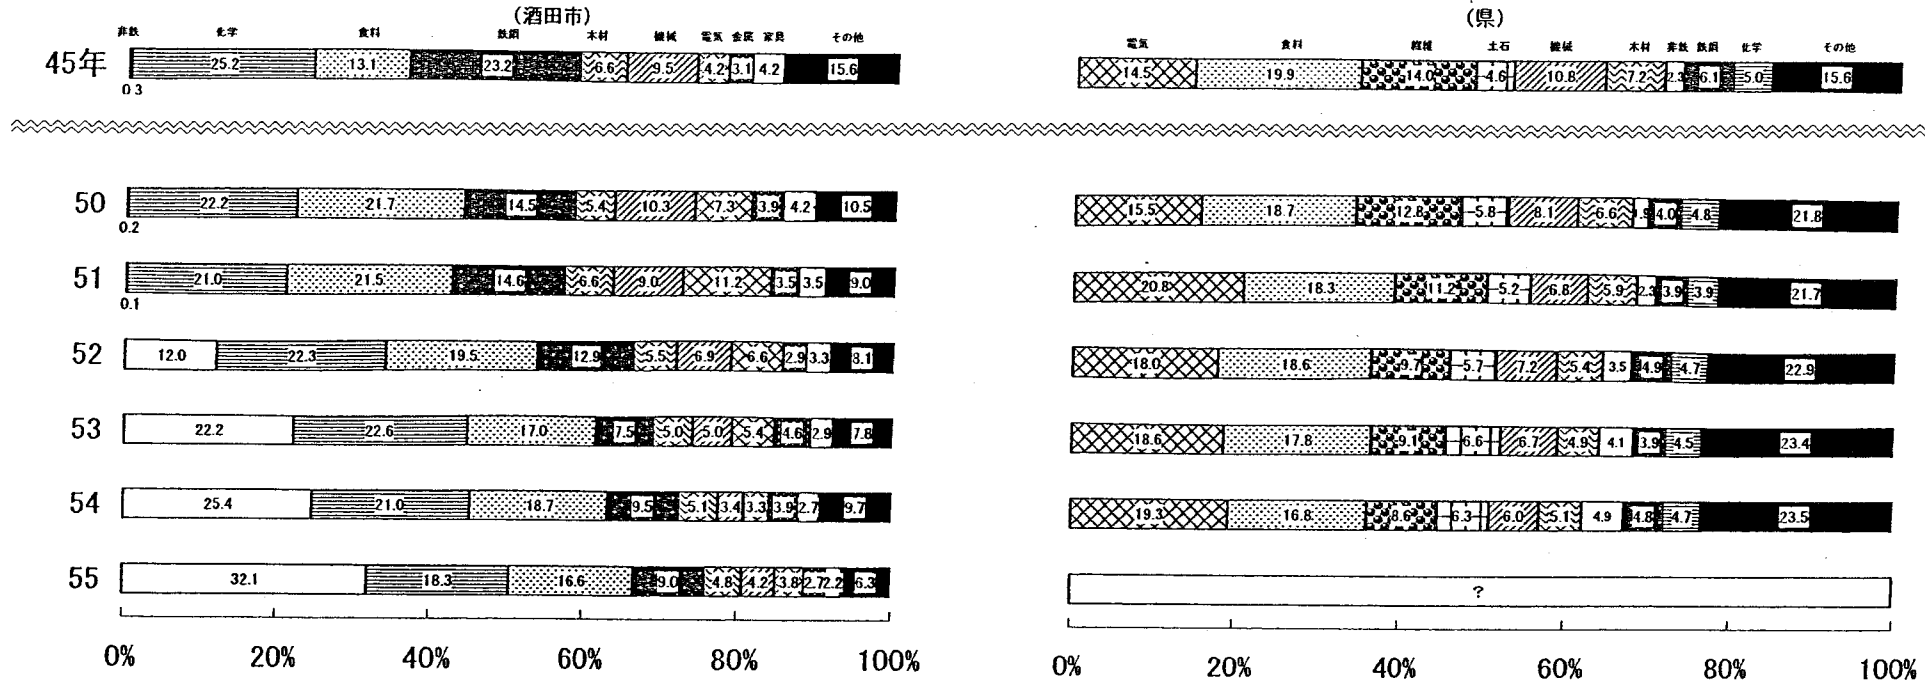 (酒田市)
非鉄 化学 食料 鉄鋼 木材 機械 電気 金属 家具 その他
45年 25.2 13.1 23.2 6.6 9.5 4.2 3.1 4.2 15.6
0.3
50 22.2 21.7 14.5 5.4 10.3 7.3 3.9 4.2 10.5
0.2
51 21.0 21.5 14.6 6.6 9.0 11.2 3.5 3.5 9.0
0.1
52 12.0 22.3 19.5 12.9 5.5 6.9 6.6 2.9 3.3 8.1
53 22.2 22.6 17.0 7.5 5.0 5.0 5.4 4.6 2.9 7.8
54 25.4 21.0 18.7 9.5 5.1 3.4 3.3 3.9 2.7 9.7
55 32.1 18.3 16.6 9.0 4.8 4.2 3.8 2.7 2.2 6.3
0% 20% 40% 60% 80% 100%
(県)
電気 食料 繊維 土石 機械 木材 非鉄 鉄鋼 化学 その他
14.5 19.9 14.0 4.6 10.8 7.2 2.3 6.1 5.0 15.6
15.5 18.7 12.8 5.8 8.1 6.6 1.9 4.0 4.8 21.8
20.8 18.3 11.2 5.2 6.8 5.9 2.3 3.9 3.9 21.7
18.0 18.6 9.7 5.7 7.2 5.4 3.5 4.9 4.7 22.9
18.6 17.8 9.1 6.6 6.7 4.9 4.1 3.9 4.5 23.4
19.3 16.8 8.6 6.3 6.0 5.1 4.9 4.8 4.7 23.5
?
0% 20% 40% 60% 80% 100%